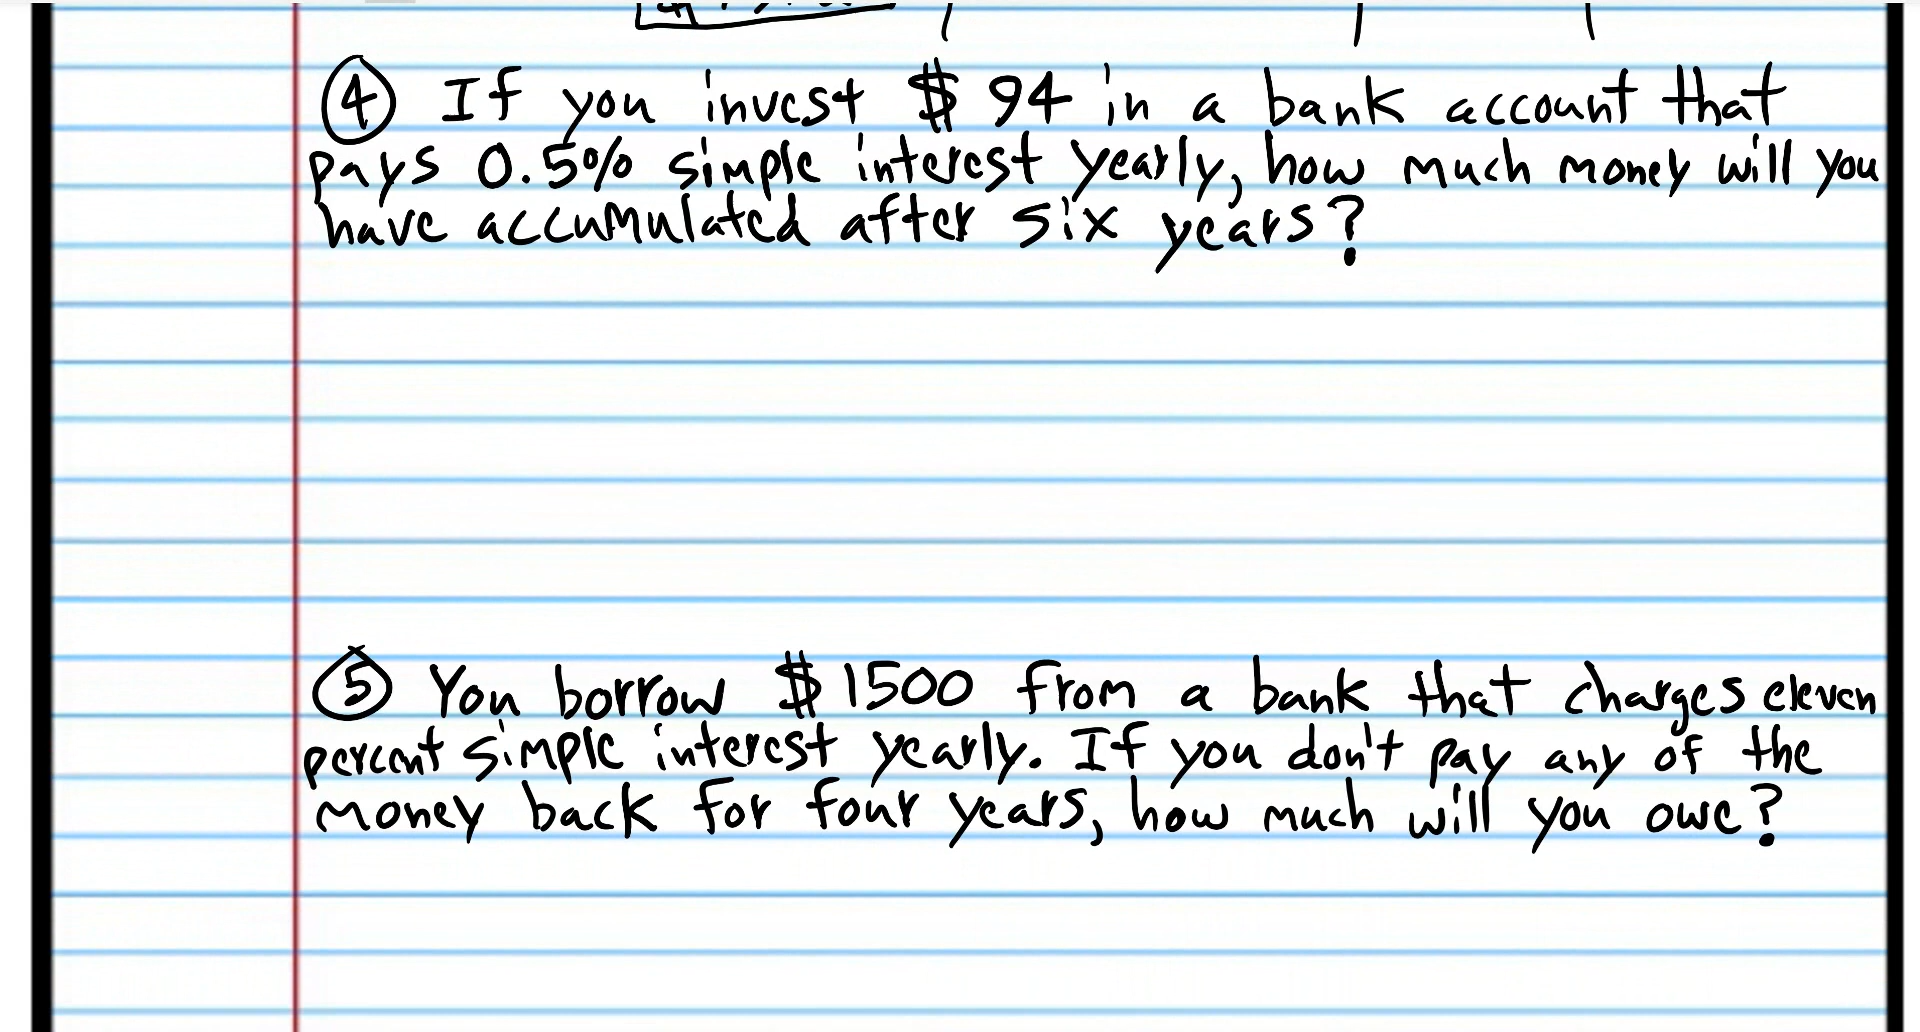 ④ If you invest $94 in a bank account that
pays 0.5% simple interest yearly, how much money will you
have accumulated after six years?
⑤ You borrow $1500 from a bank that charges eleven
percent simple interest yearly. If you don't pay any of the
money back for four years, how much will you owe?